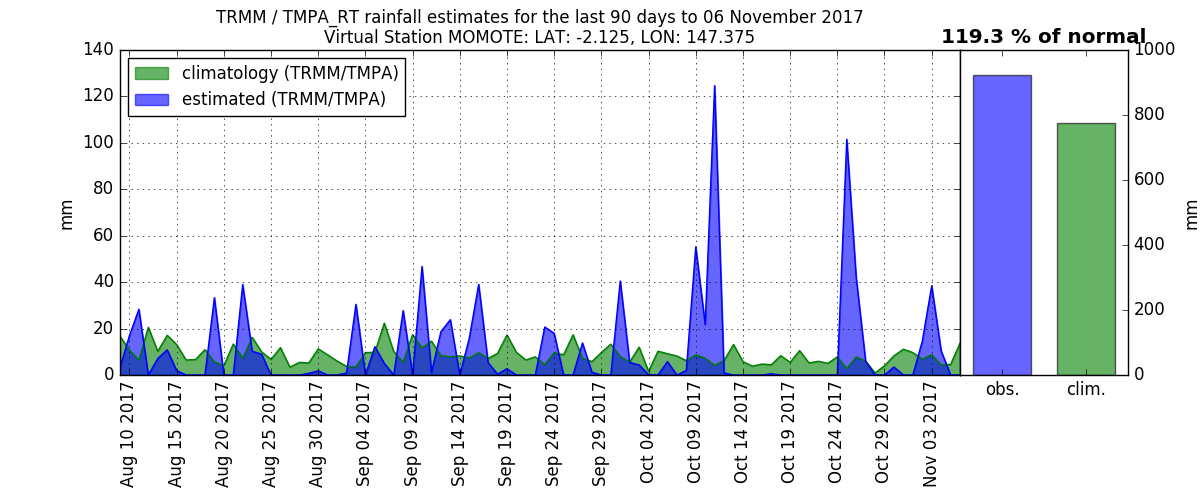 TRMM / TMPA_RT rainfall estimates for the last 90 days to 06 November 2017
Virtual Station MOMOTE: LAT: -2.125, LON: 147.375
119.3 % of normal
climatology (TRMM/TMPA)
estimated (TRMM/TMPA)
mm
140
120
100
80
60
40
20
0
Aug 10 2017
Aug 15 2017
Aug 20 2017
Aug 25 2017
Aug 30 2017
Sep 04 2017
Sep 09 2017
Sep 14 2017
Sep 19 2017
Sep 24 2017
Sep 29 2017
Oct 04 2017
Oct 09 2017
Oct 14 2017
Oct 19 2017
Oct 24 2017
Oct 29 2017
Nov 03 2017
obs.
clim.
1000
800
600
400
200
0
mm